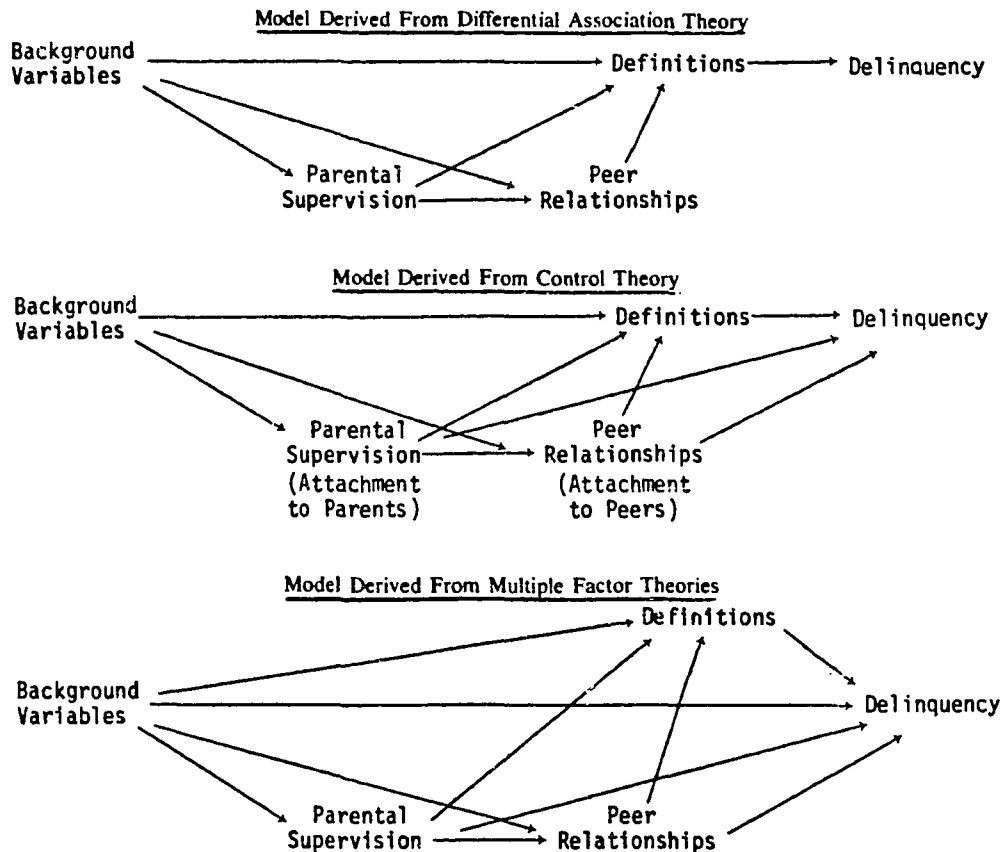 Model Derived From Differential Association Theory
Background
Variables
Definitions
Delinquency
Parental
Supervision
Peer
Relationships
Model Derived From Control Theory
Background
Variables
Definitions
Delinquency
Parental
Supervision
(Attachment
to Parents)
Peer
Relationships
(Attachment
to Peers)
Model Derived From Multiple Factor Theories
Definitions
Background
Variables
Delinquency
Parental
Supervision
Peer
Relationships